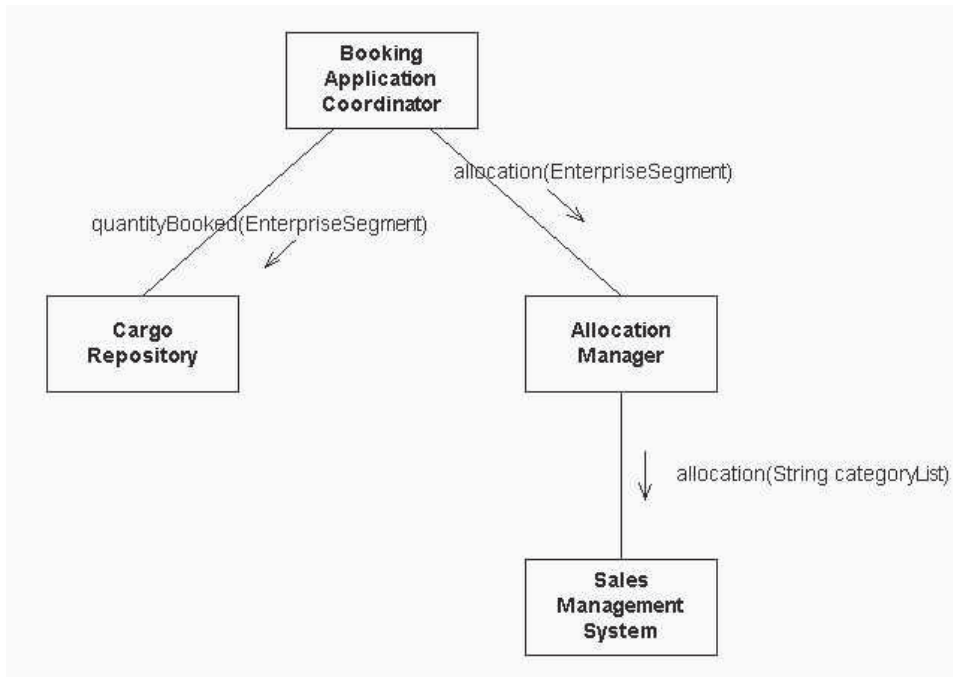 Booking
Application
Coordinator
allocation(EnterpriseSegment)
quantityBooked(EnterpriseSegment)
Cargo
Repository
Allocation
Manager
allocation(String categoryList)
Sales
Management
System